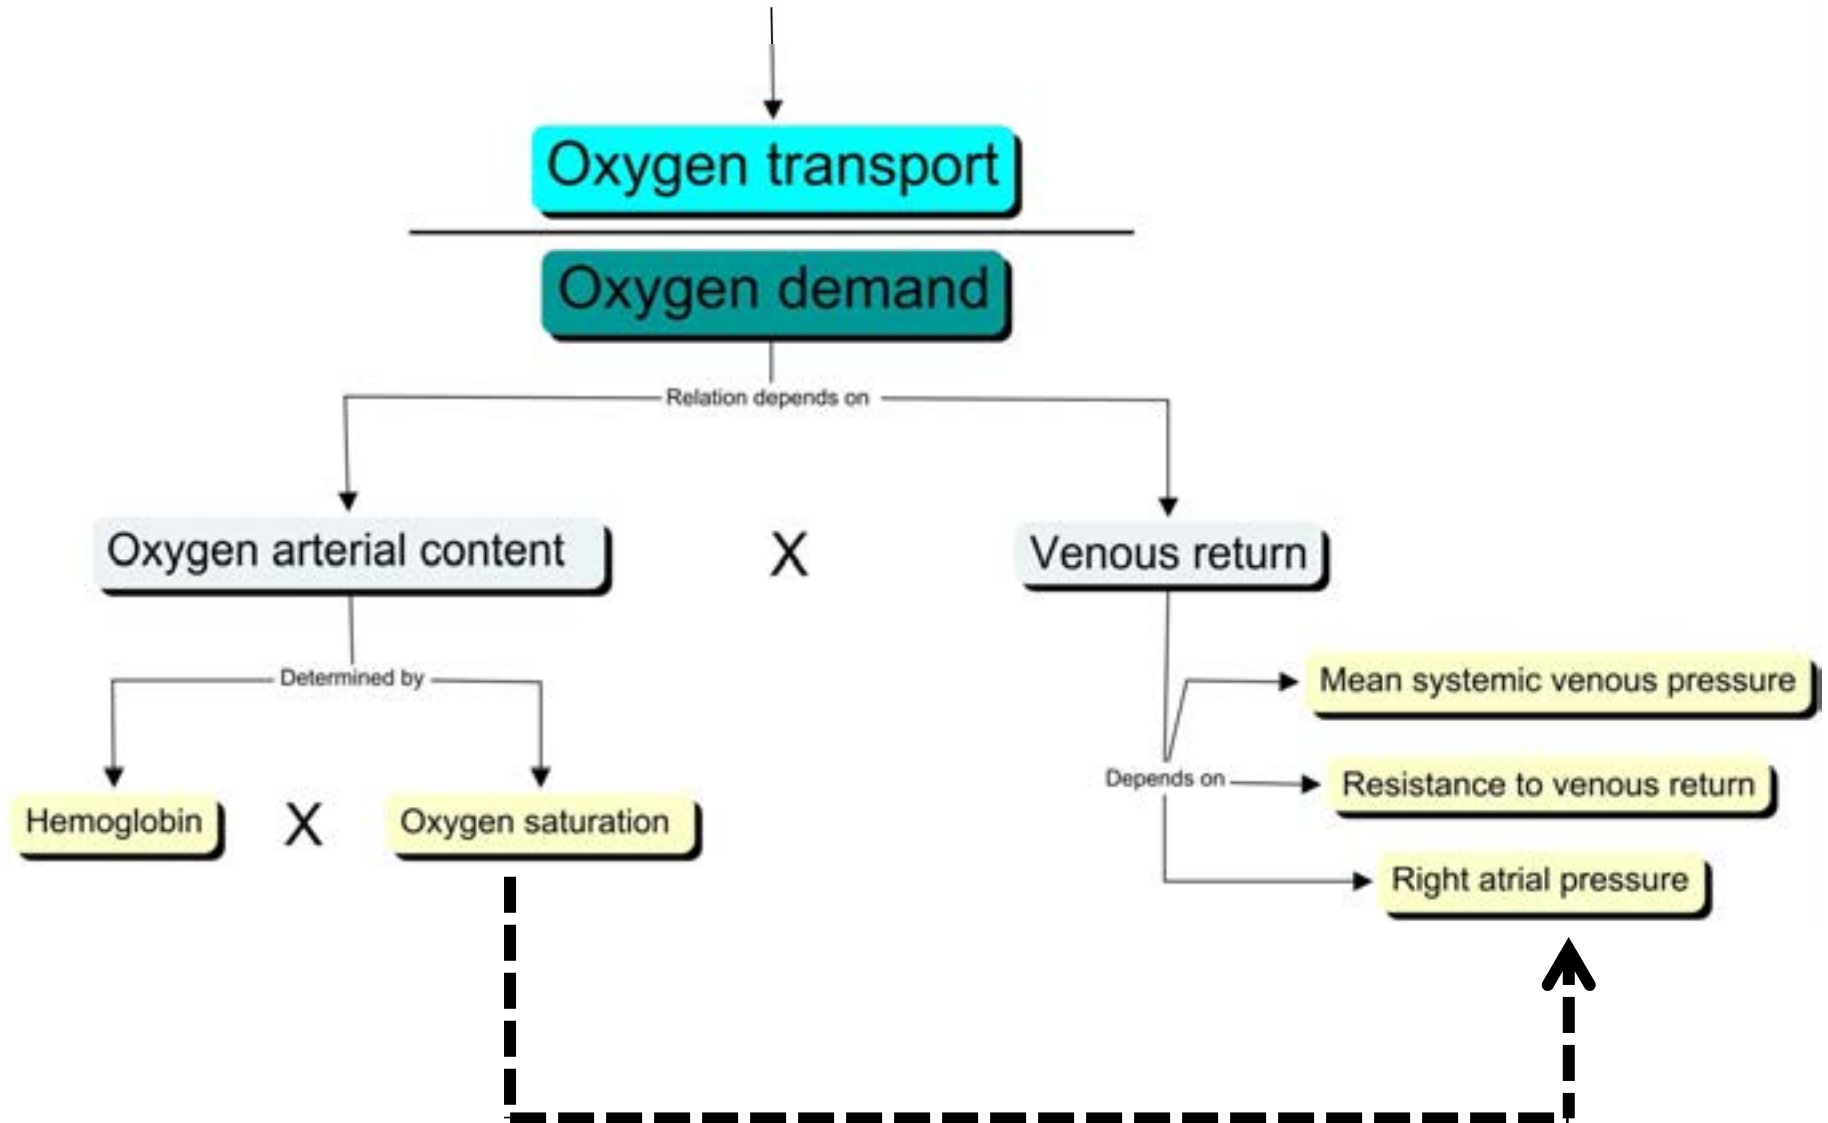 Oxygen transport
Oxygen demand
Relation depends on
Oxygen arterial content
X
Venous return
Determined by
Mean systemic venous pressure
Depends on
Resistance to venous return
Hemoglobin
X
Oxygen saturation
Right atrial pressure